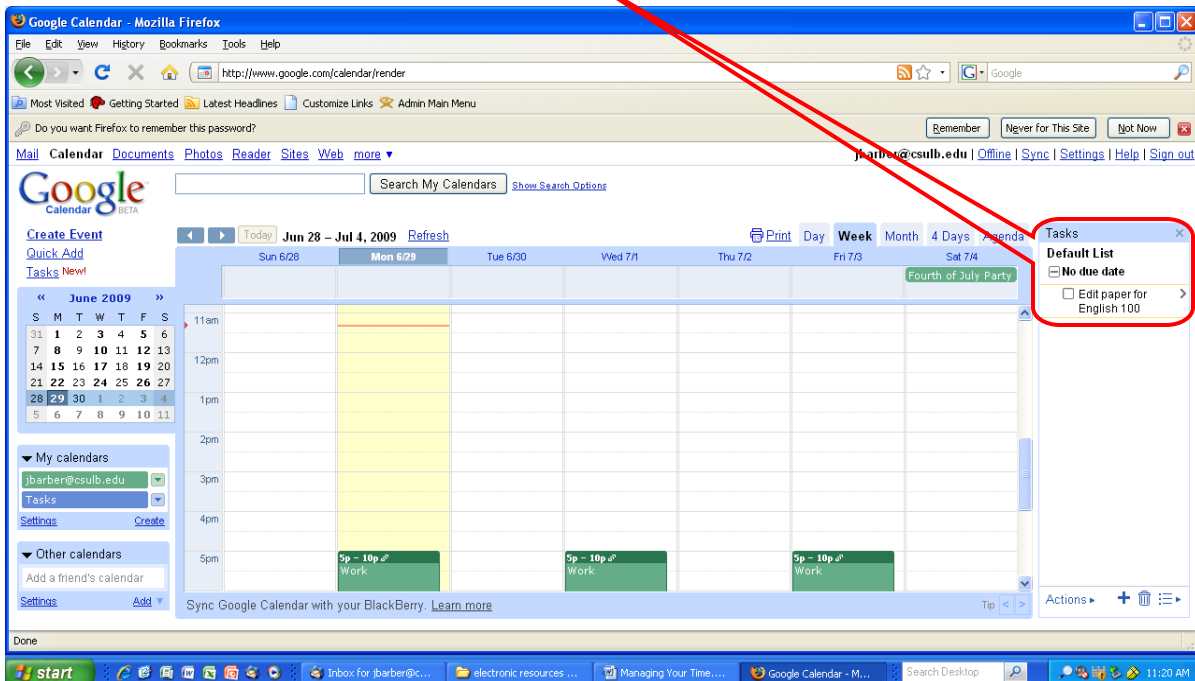 Google Calendar - Mozilla Firefox
File Edit View History Bookmarks Tools Help
http://www.google.com/calendar/render
Google
Most Visited Getting Started Latest Headlines Customize Links Admin Main Menu
Do you want Firefox to remember this password? Remember Never for This Site Not Now
Mail Calendar Documents Photos Reader Sites Web more ▼ jbarber@csulb.edu | Offline | Sync | Settings | Help | Sign out
Google
Calendar BETA
Search My Calendars Show Search Options
Create Event
Quick Add
Tasks New!
« June 2009 »
S M T W T F S
31 1 2 3 4 5 6
7 8 9 10 11 12 13
14 15 16 17 18 19 20
21 22 23 24 25 26 27
28 29 30 1 2 3 4
5 6 7 8 9 10 11
My calendars
jbarber@csulb.edu
Tasks
Settings Create
Other calendars
Add a friend's calendar
Settings Add
Today Jun 28 – Jul 4, 2009 Refresh Print Day Week Month 4 Days Agenda
Sun 6/28 Mon 6/29 Tue 6/30 Wed 7/1 Thu 7/2 Fri 7/3 Sat 7/4
Fourth of July Party
11am
12pm
1pm
2pm
3pm
4pm
5pm
5p – 10p
Work
5p – 10p
Work
5p – 10p
Work
Sync Google Calendar with your BlackBerry. Learn more Tip < >
Tasks ×
Default List
No due date
Edit paper for
English 100
Actions
Done
start Inbox for jbarber@c... electronic resources ... Managing Your Time.... Google Calendar - M... Search Desktop 11:20 AM